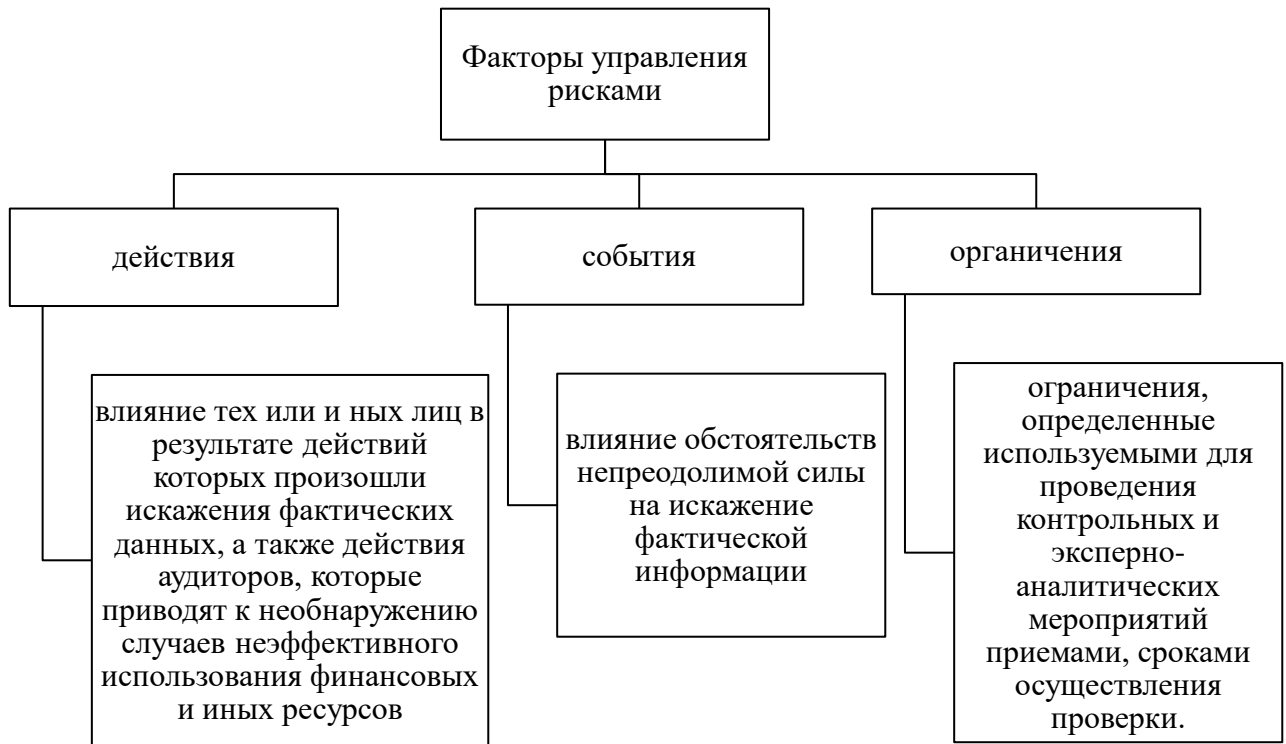 Факторы управления
рисками
действия
события
органичения
влияние тех или и ных лиц в
результате действий
которых произошли
искажения фактических
данных, а также действия
аудиторов, которые
приводят к необнаружению
случаев неэффективного
использования финансовых
и иных ресурсов
влияние обстоятельств
непреодолимой силы
на искажение
фактической
информации
ограничения,
определенные
используемыми для
проведения
контрольных и
эксперно-
аналитических
мероприятий
приемами, сроками
осуществления
проверки.